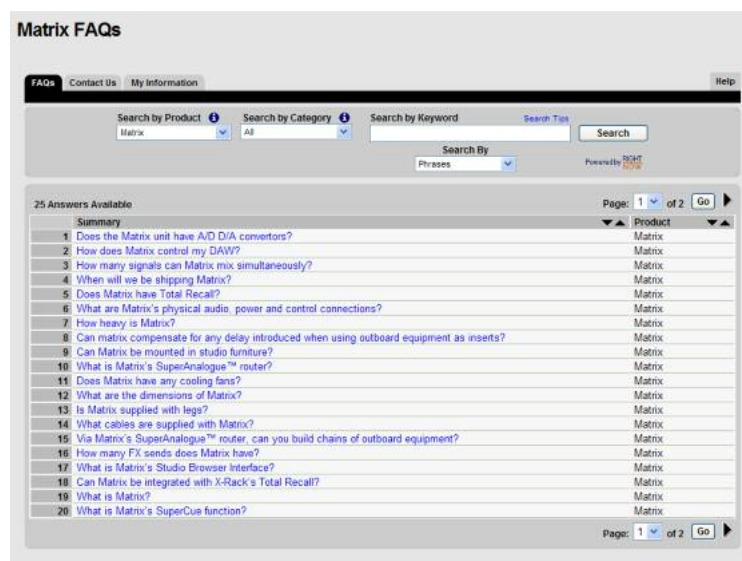 Matrix FAQs
FAQs Contact Us My Information Help
Search by Product Search by Category Search by Keyword Search Tips
Matrix All Search
Search By
Phrases Powered by RIGHT NOW
25 Answers Available Page: 1 of 2 Go
Summary Product
1 Does the Matrix unit have A/D D/A convertors? Matrix
2 How does Matrix control my DAW? Matrix
3 How many signals can Matrix mix simultaneously? Matrix
4 When will we be shipping Matrix? Matrix
5 Does Matrix have Total Recall? Matrix
6 What are Matrix's physical audio, power and control connections? Matrix
7 How heavy is Matrix? Matrix
8 Can matrix compensate for any delay introduced when using outboard equipment as inserts? Matrix
9 Can Matrix be mounted in studio furniture? Matrix
10 What is Matrix's SuperAnalogue™ router? Matrix
11 Does Matrix have any cooling fans? Matrix
12 What are the dimensions of Matrix? Matrix
13 Is Matrix supplied with legs? Matrix
14 What cables are supplied with Matrix? Matrix
15 Via Matrix's SuperAnalogue™ router, can you build chains of outboard equipment? Matrix
16 How many FX sends does Matrix have? Matrix
17 What is Matrix's Studio Browser Interface? Matrix
18 Can Matrix be integrated with X-Rack's Total Recall? Matrix
19 What is Matrix? Matrix
20 What is Matrix's SuperCue function? Matrix
Page: 1 of 2 Go